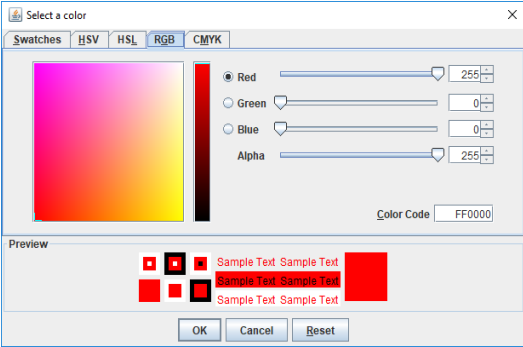 Select a color
Swatches HSV HSL RGB CMYK
Red 255
Green 0
Blue 0
Alpha 255
Color Code FF0000
Preview
Sample Text Sample Text
Sample Text Sample Text
Sample Text Sample Text
OK Cancel Reset